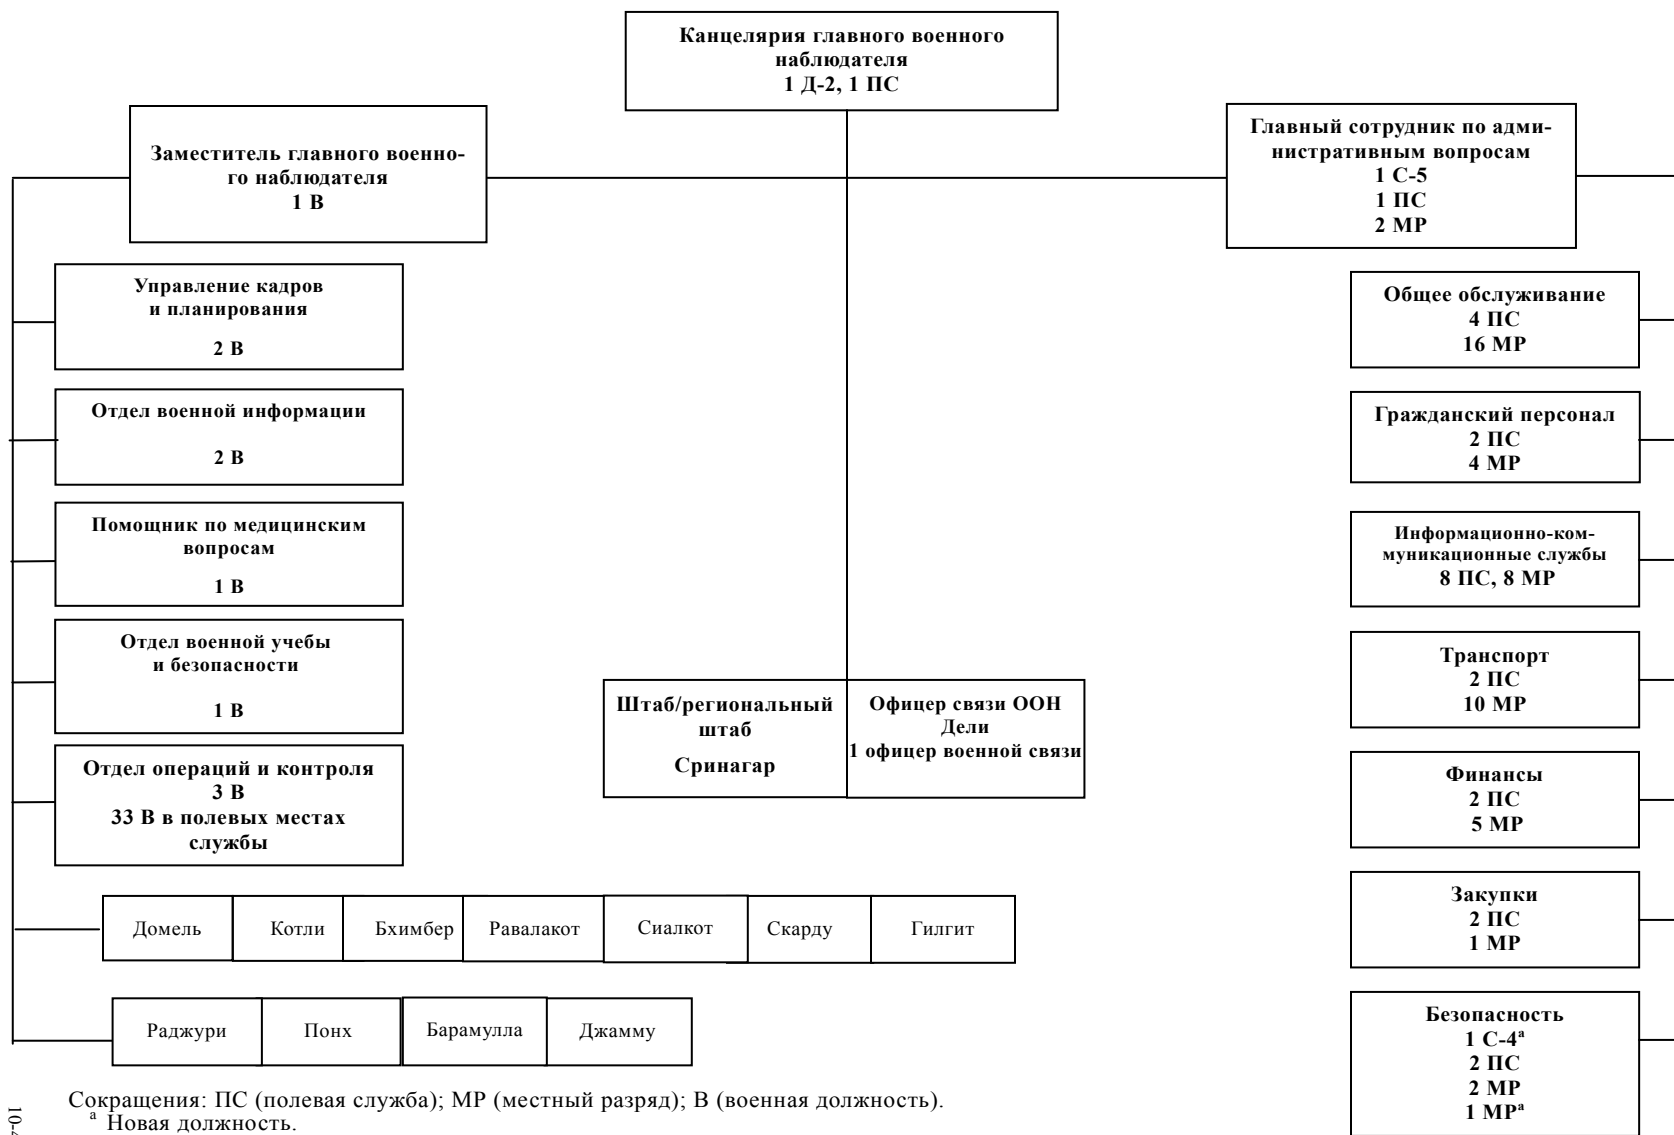 Канцелярия главного военного
наблюдателя
1 Д-2, 1 ПС
Заместитель главного военно-
го наблюдателя
1 В
Главный сотрудник по адми-
нистративным вопросам
1 С-5
1 ПС
2 МР
Управление кадров
и планирования
2 В
Отдел военной информации
2 В
Помощник по медицинским
вопросам
1 В
Отдел военной учебы
и безопасности
1 В
Отдел операций и контроля
3 В
33 В в полевых местах
службы
Штаб/региональный
штаб
Сринагар
Офицер связи ООН
Дели
1 офицер военной связи
Общее обслуживание
4 ПС
16 МР
Гражданский персонал
2 ПС
4 МР
Информационно-ком-
муникационные службы
8 ПС, 8 МР
Транспорт
2 ПС
10 МР
Финансы
2 ПС
5 МР
Закупки
2 ПС
1 МР
Безопасность
1 С-4ᵃ
2 ПС
2 МР
1 МРᵃ
Домель
Котли
Бхимбер
Равалакот
Сиалкот
Скарду
Гилгит
Раджури
Понх
Барамулла
Джамму
Сокращения: ПС (полевая служба); МР (местный разряд); В (военная должность).
ᵃ Новая должность.